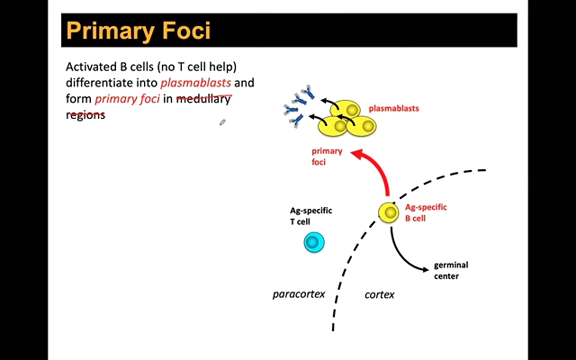 Primary Foci
Activated B cells (no T cell help)
differentiate into plasmablasts and
form primary foci in medullary
regions
plasmablasts
primary
foci
Ag-specific
T cell
Ag-specific
B cell
germinal
center
paracortex
cortex